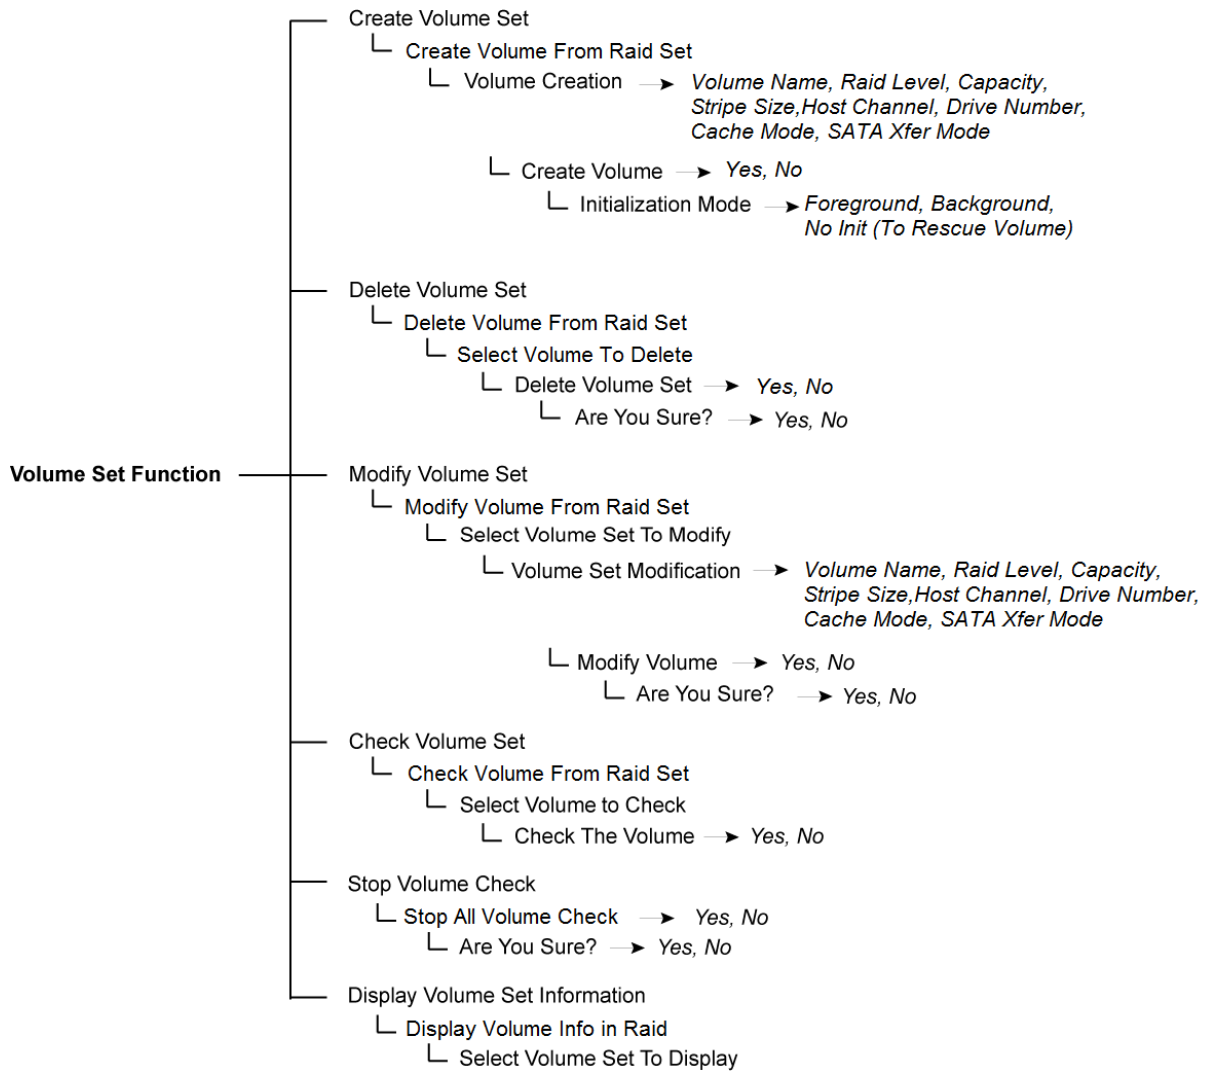 Create Volume Set
Create Volume From Raid Set
Volume Creation
Volume Name, Raid Level, Capacity,
Stripe Size,Host Channel, Drive Number,
Cache Mode, SATA Xfer Mode
Create Volume
Yes, No
Initialization Mode
Foreground, Background,
No Init (To Rescue Volume)
Delete Volume Set
Delete Volume From Raid Set
Select Volume To Delete
Delete Volume Set
Yes, No
Are You Sure?
Yes, No
Volume Set Function
Modify Volume Set
Modify Volume From Raid Set
Select Volume Set To Modify
Volume Set Modification
Volume Name, Raid Level, Capacity,
Stripe Size,Host Channel, Drive Number,
Cache Mode, SATA Xfer Mode
Modify Volume
Yes, No
Are You Sure?
Yes, No
Check Volume Set
Check Volume From Raid Set
Select Volume to Check
Check The Volume
Yes, No
Stop Volume Check
Stop All Volume Check
Yes, No
Are You Sure?
Yes, No
Display Volume Set Information
Display Volume Info in Raid
Select Volume Set To Display